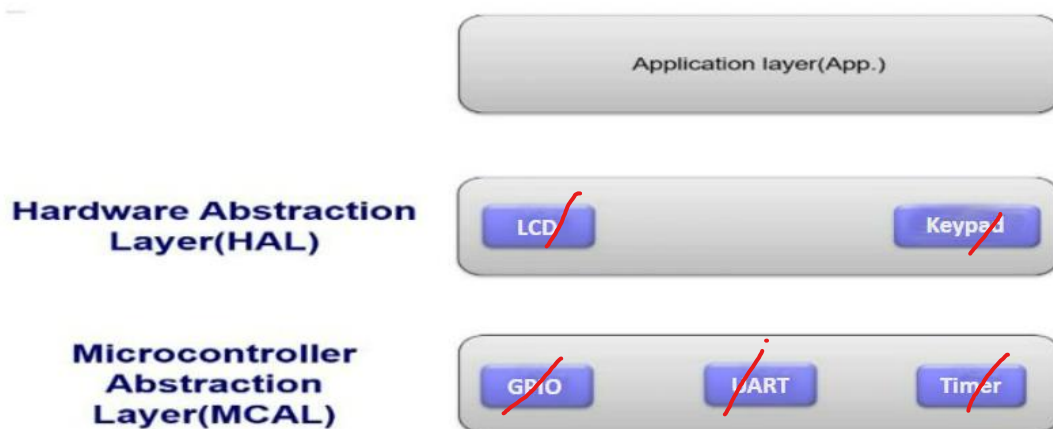 Application layer(App.)
Hardware Abstraction
Layer(HAL)
LCD
Keypad
Microcontroller
Abstraction
Layer(MCAL)
GPIO
UART
Timer